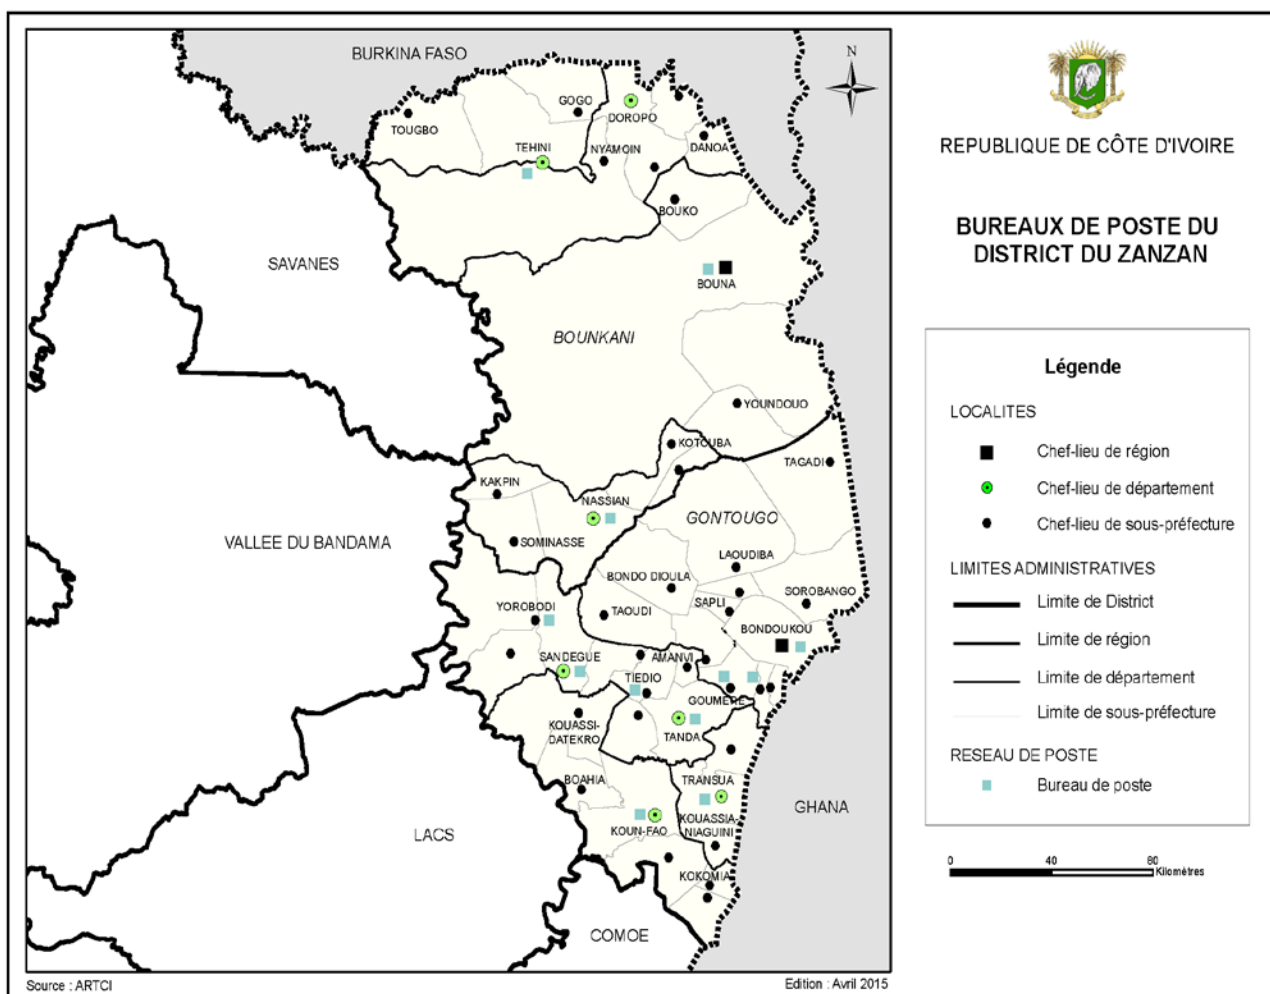 BURKINA FASO
N
TOUGBO
GOGO
DOROPO
DANOA
TEHINI
NYAMOIN
BOUKO
SAVANES
BOUNA
BOUNKANI
YOUNDOUO
KOTOUBA
TAGADI
KAKPIN
NASSIAN
GONTOUGO
VALLEE DU BANDAMA
SOMINASSE
LAOUDIBA
BONDO DIOULA
SOROBANGO
YOROBODI
TAOUDI
SAPLI
BONDOUKOU
SANDEGUE
AMANVI
TIEDIO
GOUMERE
KOUASSI-
DATEKRO
TANDA
BOAHIA
TRANSUA
GHANA
KOUN-FAO
KOUASSIA-
NIAGUINI
LACS
KOKOMIA
COMOE
Source : ARTCI
Edition : Avril 2015
REPUBLIQUE DE CÔTE D'IVOIRE
BUREAUX DE POSTE DU
DISTRICT DU ZANZAN
Légende
LOCALITES
Chef-lieu de région
Chef-lieu de département
Chef-lieu de sous-préfecture
LIMITES ADMINISTRATIVES
Limite de District
Limite de région
Limite de département
Limite de sous-préfecture
RESEAU DE POSTE
Bureau de poste
0 40 80
Kilomètres